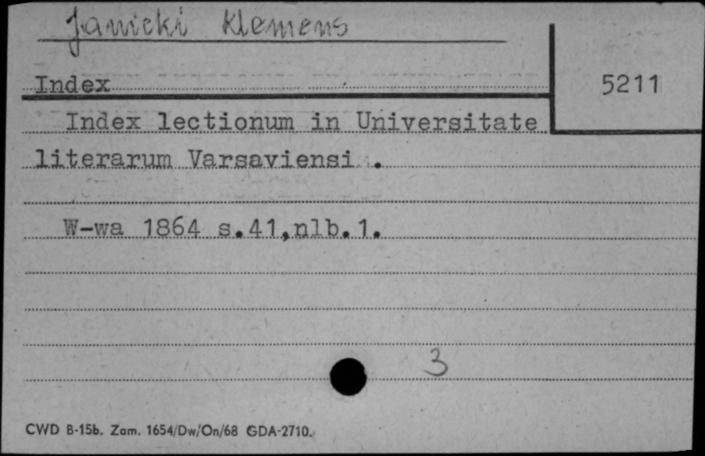 Janicki Klemens
Index
5211
Index lectionum in Universitate
literarum Varsaviensi .
W-wa 1864 s.41,nlb.1.
3
CWD B-15b. Zam. 1654/Dw/On/68 GDA-2710.